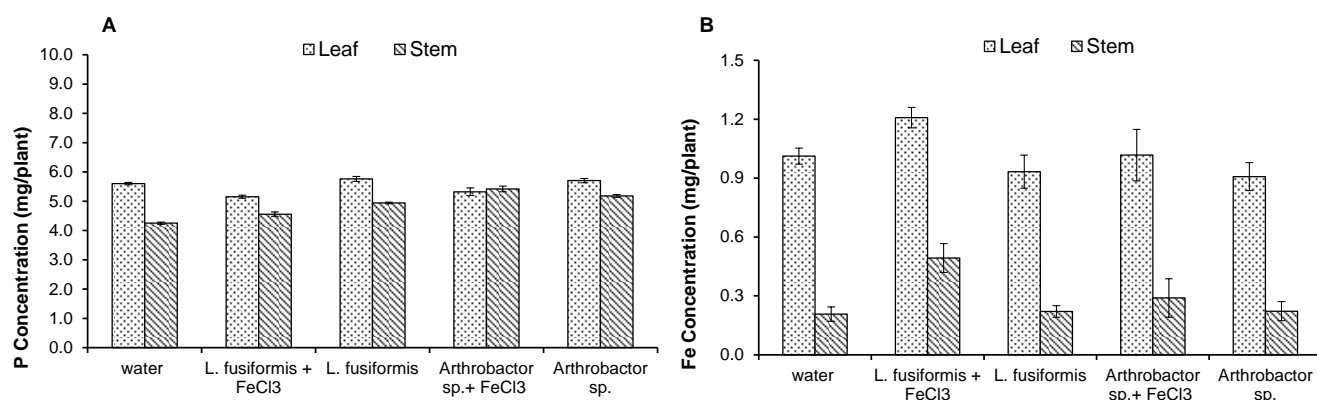 A
Leaf Stem
P Concentration (mg/plant)
10.0
9.0
8.0
7.0
6.0
5.0
4.0
3.0
2.0
1.0
0.0
water
L. fusiformis +
FeCl3
L. fusiformis
Arthrobactor
sp.+ FeCl3
Arthrobactor
sp.
B
Leaf Stem
Fe Concentration (mg/plant)
1.5
1.2
0.9
0.6
0.3
0.0
water
L. fusiformis +
FeCl3
L. fusiformis
Arthrobactor
sp.+ FeCl3
Arthrobactor
sp.